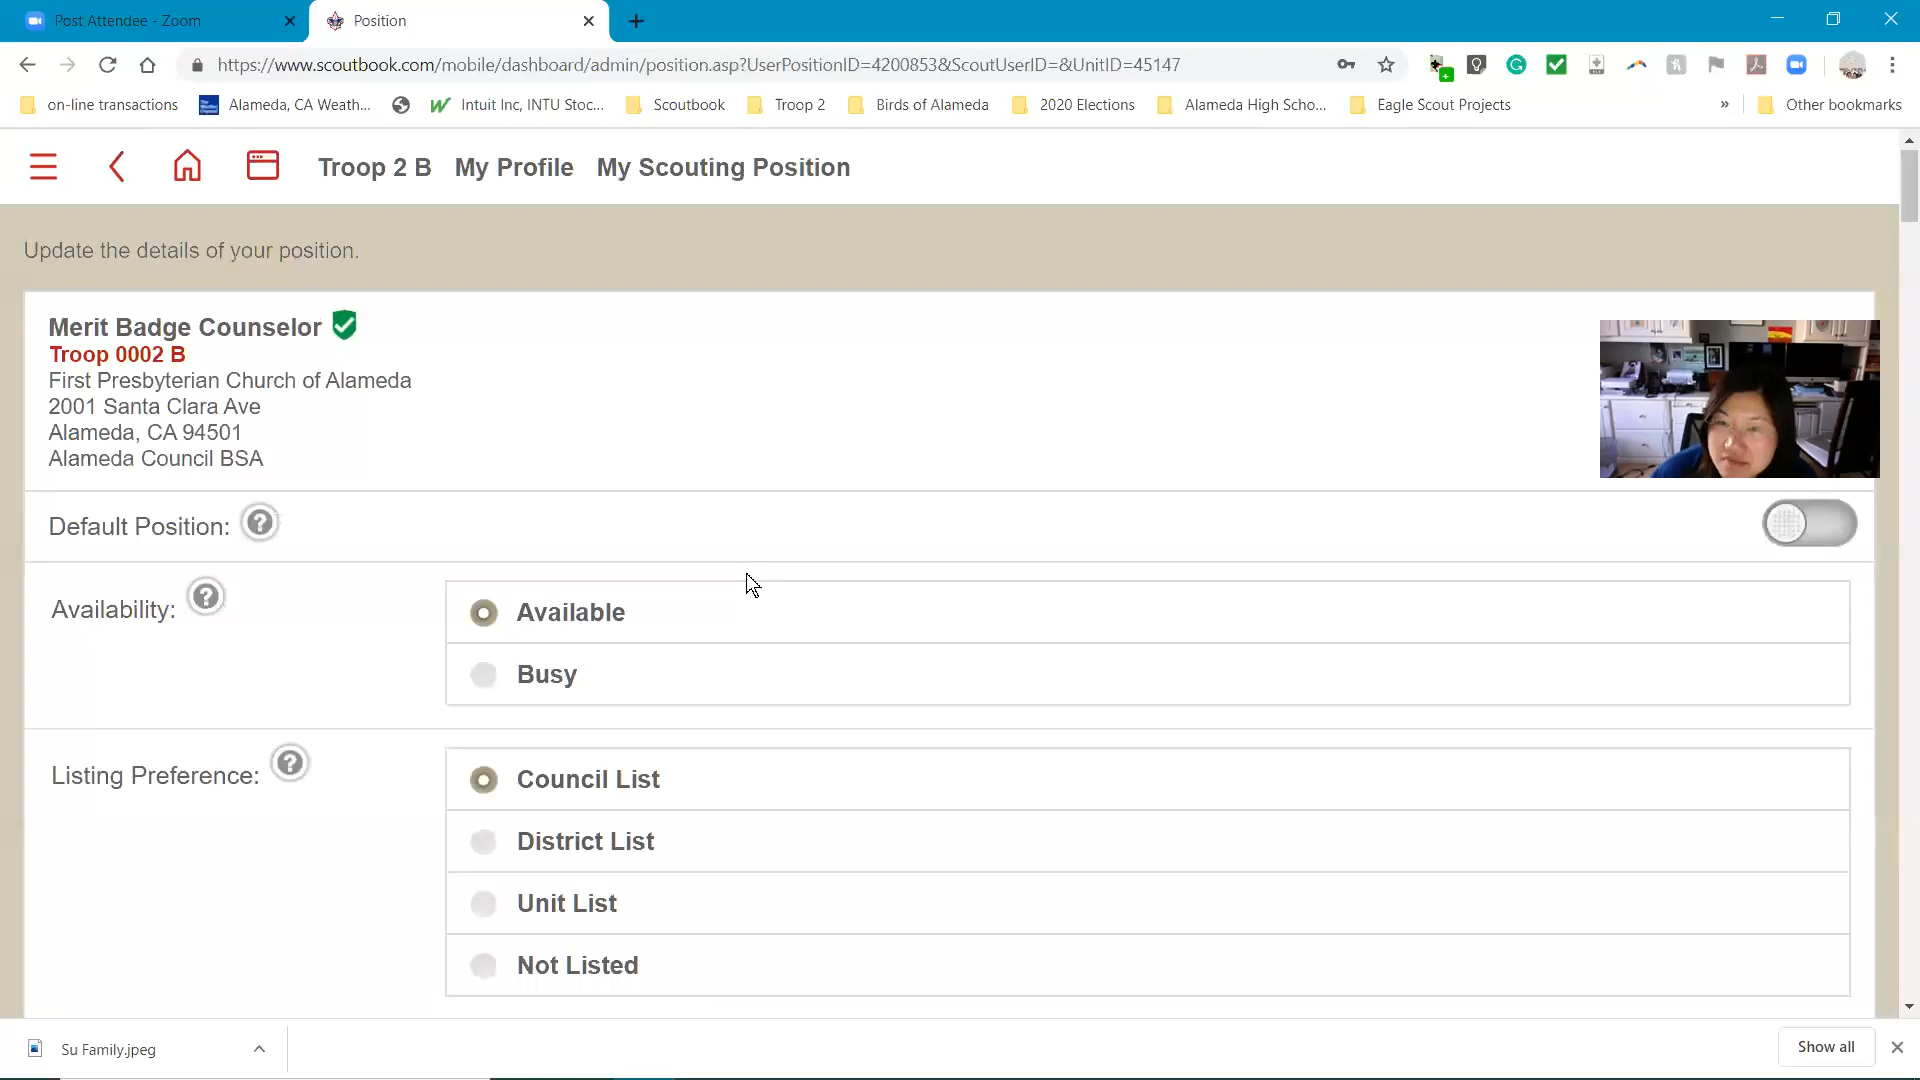 Post Attendee - Zoom
Position
https://www.scoutbook.com/mobile/dashboard/admin/position.asp?UserPositionID=4200853&ScoutUserID=&UnitID=45147
on-line transactions
Alameda, CA Weath...
Intuit Inc, INTU Stoc...
Scoutbook
Troop 2
Birds of Alameda
2020 Elections
Alameda High Scho...
Eagle Scout Projects
»
Other bookmarks
Troop 2 B My Profile My Scouting Position
Update the details of your position.
Merit Badge Counselor
Troop 0002 B
First Presbyterian Church of Alameda
2001 Santa Clara Ave
Alameda, CA 94501
Alameda Council BSA
Default Position: ?
Availability: ?
Available
Busy
Listing Preference: ?
Council List
District List
Unit List
Not Listed
Su Family.jpeg
Show all